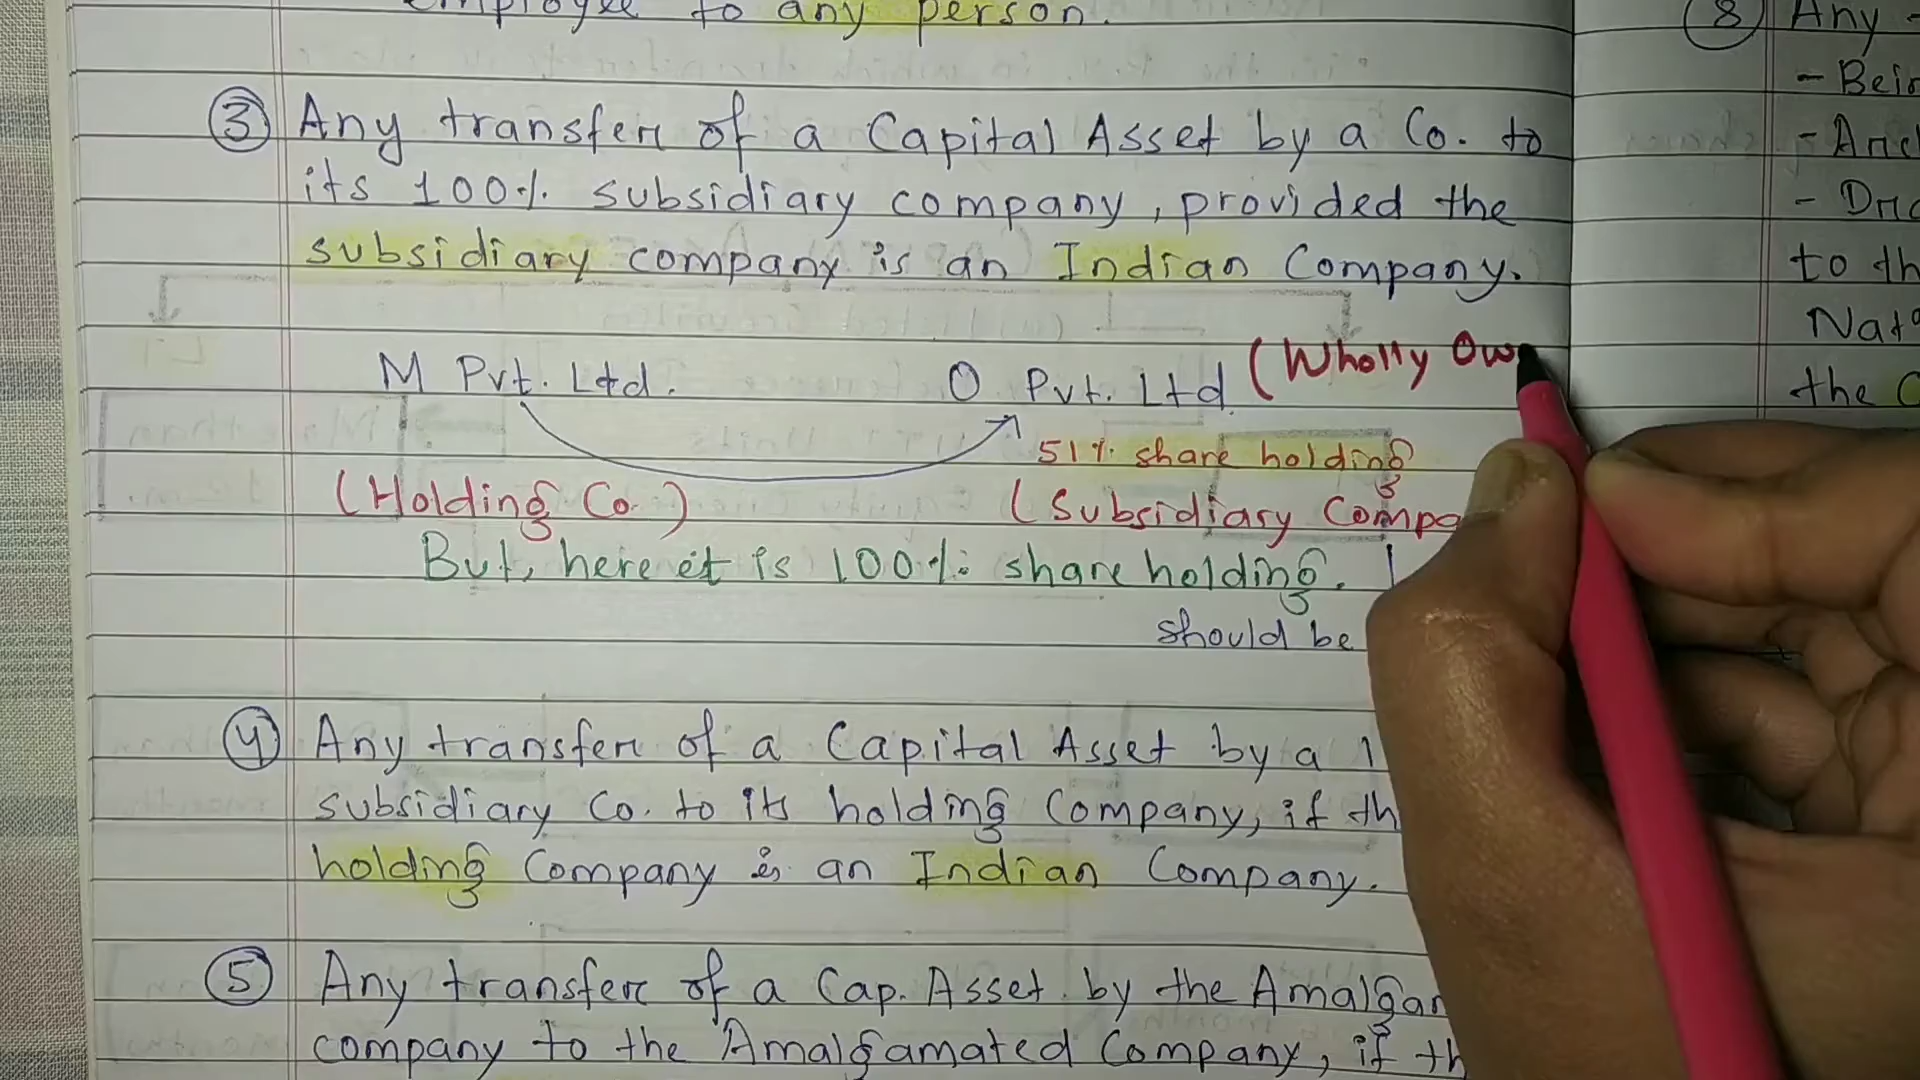 employee to any person.
③ Any transfer of a Capital Asset by a Co. to
its 100% subsidiary company, provided the
subsidiary company is an Indian Company.
M Pvt. Ltd. O Pvt. Ltd. (Wholly Ow
51% share holding
(Holding Co.) (Subsidiary Compa
But, here it is 100% share holding.
should be
④ Any transfer of a Capital Asset by a 1
subsidiary Co. to its holding Company, if th
holding Company is an Indian Company.
⑤ Any transfer of a Cap. Asset by the Amalgam
company to the Amalgamated Company, if th
⑧ Any -
- Bein
- Arch
- Dra
to th
Nat
the C